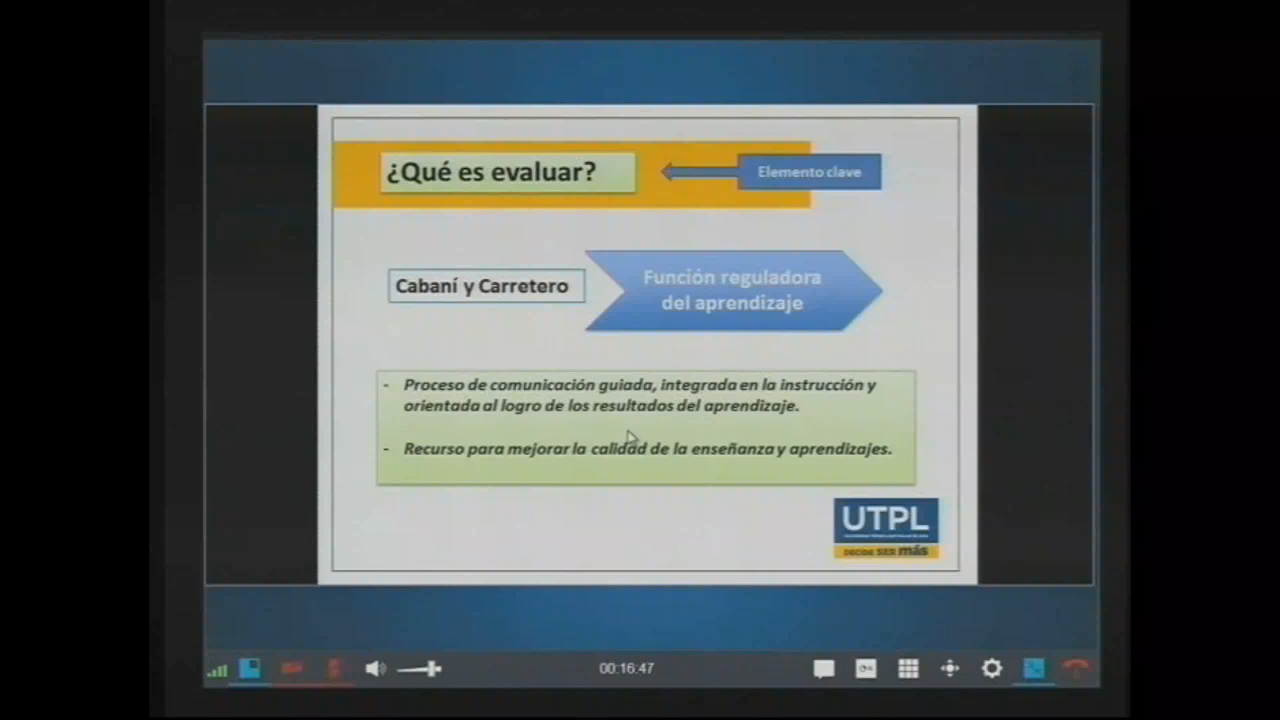 ¿Qué es evaluar?
Elemento clave
Cabaní y Carretero
Función reguladora
del aprendizaje
- Proceso de comunicación guiada, integrada en la instrucción y
orientada al logro de los resultados del aprendizaje.
- Recurso para mejorar la calidad de la enseñanza y aprendizajes.
UTPL
DECIDE SER más
00:16:47